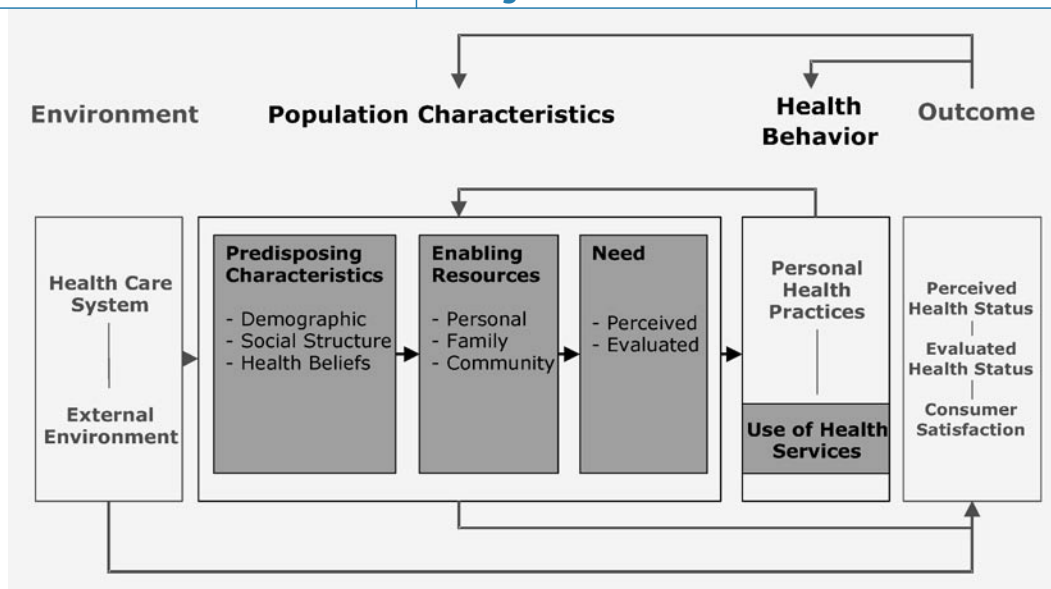 Environment
Population Characteristics
Health
Behavior
Outcome
Health Care
System
External
Environment
Predisposing
Characteristics
- Demographic
- Social Structure
- Health Beliefs
Enabling
Resources
- Personal
- Family
- Community
Need
- Perceived
- Evaluated
Personal
Health
Practices
Use of Health
Services
Perceived
Health Status
Evaluated
Health Status
Consumer
Satisfaction